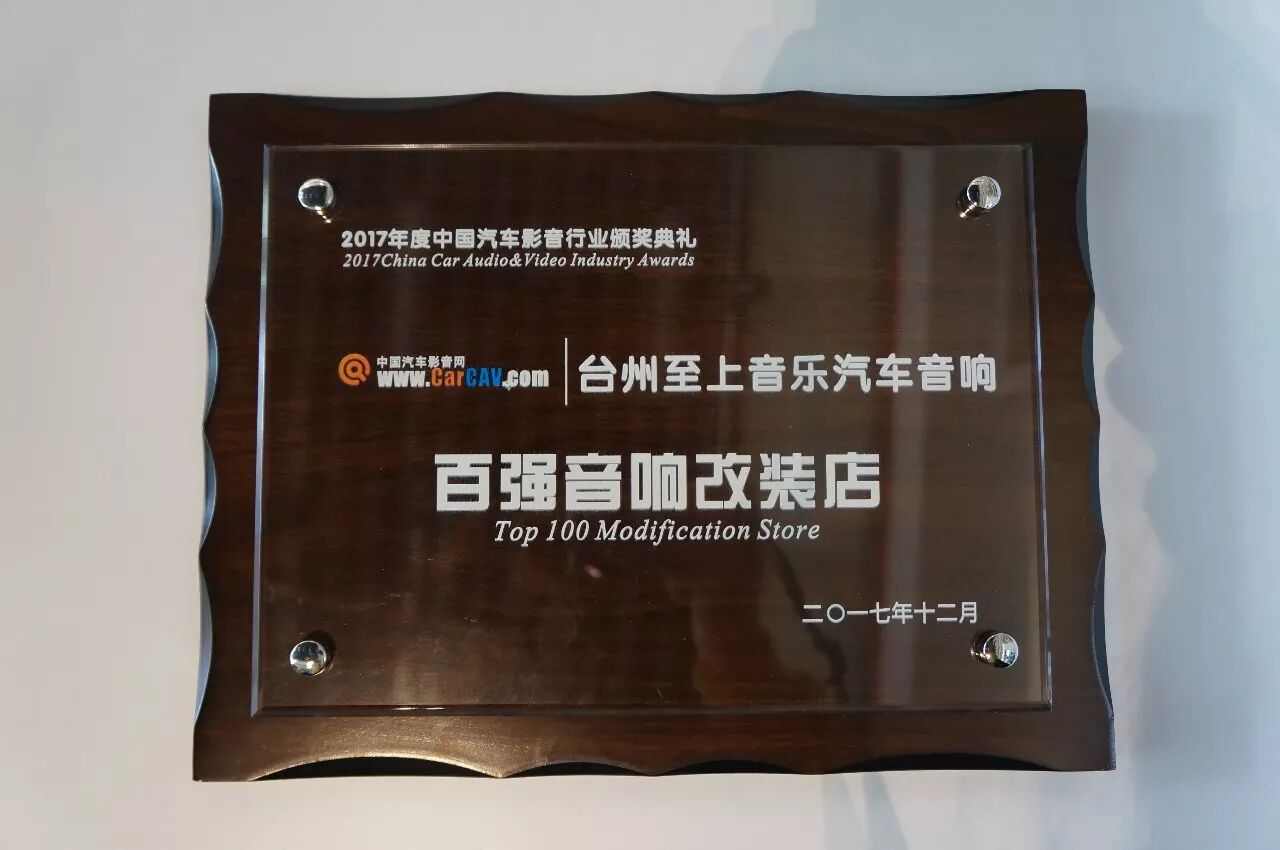 2017年度中国汽车影音行业颁奖典礼
2017China Car Audio&Video Industry Awards
中国汽车影音网
www.CarCAV.com
台州至上音乐汽车音响
百强音响改装店
Top 100 Modification Store
二〇一七年十二月